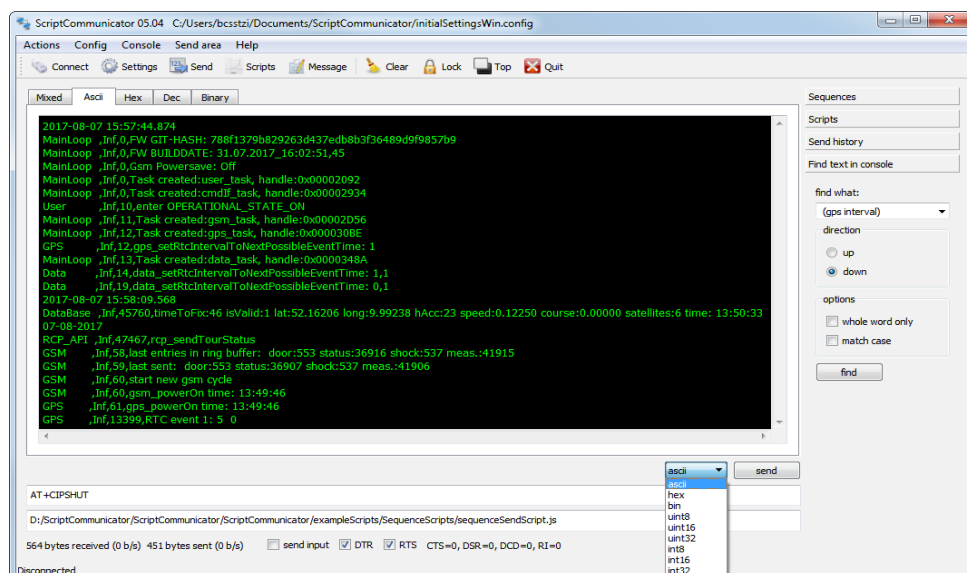 ScriptCommunicator 05.04 C:/Users/bcsstzi/Documents/ScriptCommunicator/initialSettingsWin.config
Actions Config Console Send area Help
Connect Settings Send Scripts Message Clear Lock Top Quit
Mixed Ascii Hex Dec Binary
2017-08-07 15:57:44.874
MainLoop ,Inf,0,FW GIT-HASH: 788f1379b829263d437edb8b3f36489d9f9857b9
MainLoop ,Inf,0,FW BUILDDATE: 31.07.2017_16:02:51,45
MainLoop ,Inf,0,Gsm Powersave: Off
MainLoop ,Inf,0,Task created:user_task, handle:0x00002092
MainLoop ,Inf,0,Task created:cmdIf_task, handle:0x00002934
User ,Inf,10,enter OPERATIONAL_STATE_ON
MainLoop ,Inf,11,Task created:gsm_task, handle:0x00002D56
MainLoop ,Inf,12,Task created:gps_task, handle:0x000030BE
GPS ,Inf,12,gps_setRtcIntervalToNextPossibleEventTime: 1
MainLoop ,Inf,13,Task created:data_task, handle:0x0000348A
Data ,Inf,14,data_setRtcIntervalToNextPossibleEventTime: 1,1
Data ,Inf,19,data_setRtcIntervalToNextPossibleEventTime: 0,1
2017-08-07 15:58:09.568
DataBase ,Inf,45760,timeToFix:46 isValid:1 lat:52.16206 long:9.99238 hAcc:23 speed:0.12250 course:0.00000 satellites:6 time: 13:50:33
07-08-2017
RCP_API ,Inf,47467,rcp_sendTourStatus
GSM ,Inf,58,last entries in ring buffer: door:553 status:36916 shock:537 meas.:41915
GSM ,Inf,59,last sent: door:553 status:36907 shock:537 meas.:41906
GSM ,Inf,60,start new gsm cycle
GSM ,Inf,60,gsm_powerOn time: 13:49:46
GPS ,Inf,61,gps_powerOn time: 13:49:46
GPS ,Inf,13399,RTC event 1: 5 0
Sequences
Scripts
Send history
Find text in console
find what:
(gps interval)
direction
up
down
options
whole word only
match case
find
ascii send
ascii
hex
bin
uint8
uint16
uint32
int8
int16
int32
AT+CIPSHUT
D:/ScriptCommunicator/ScriptCommunicator/ScriptCommunicator/exampleScripts/SequenceScripts/sequenceSendScript.js
564 bytes received (0 b/s) 451 bytes sent (0 b/s) send input DTR RTS CTS=0, DSR=0, DCD=0, RI=0
Disconnected